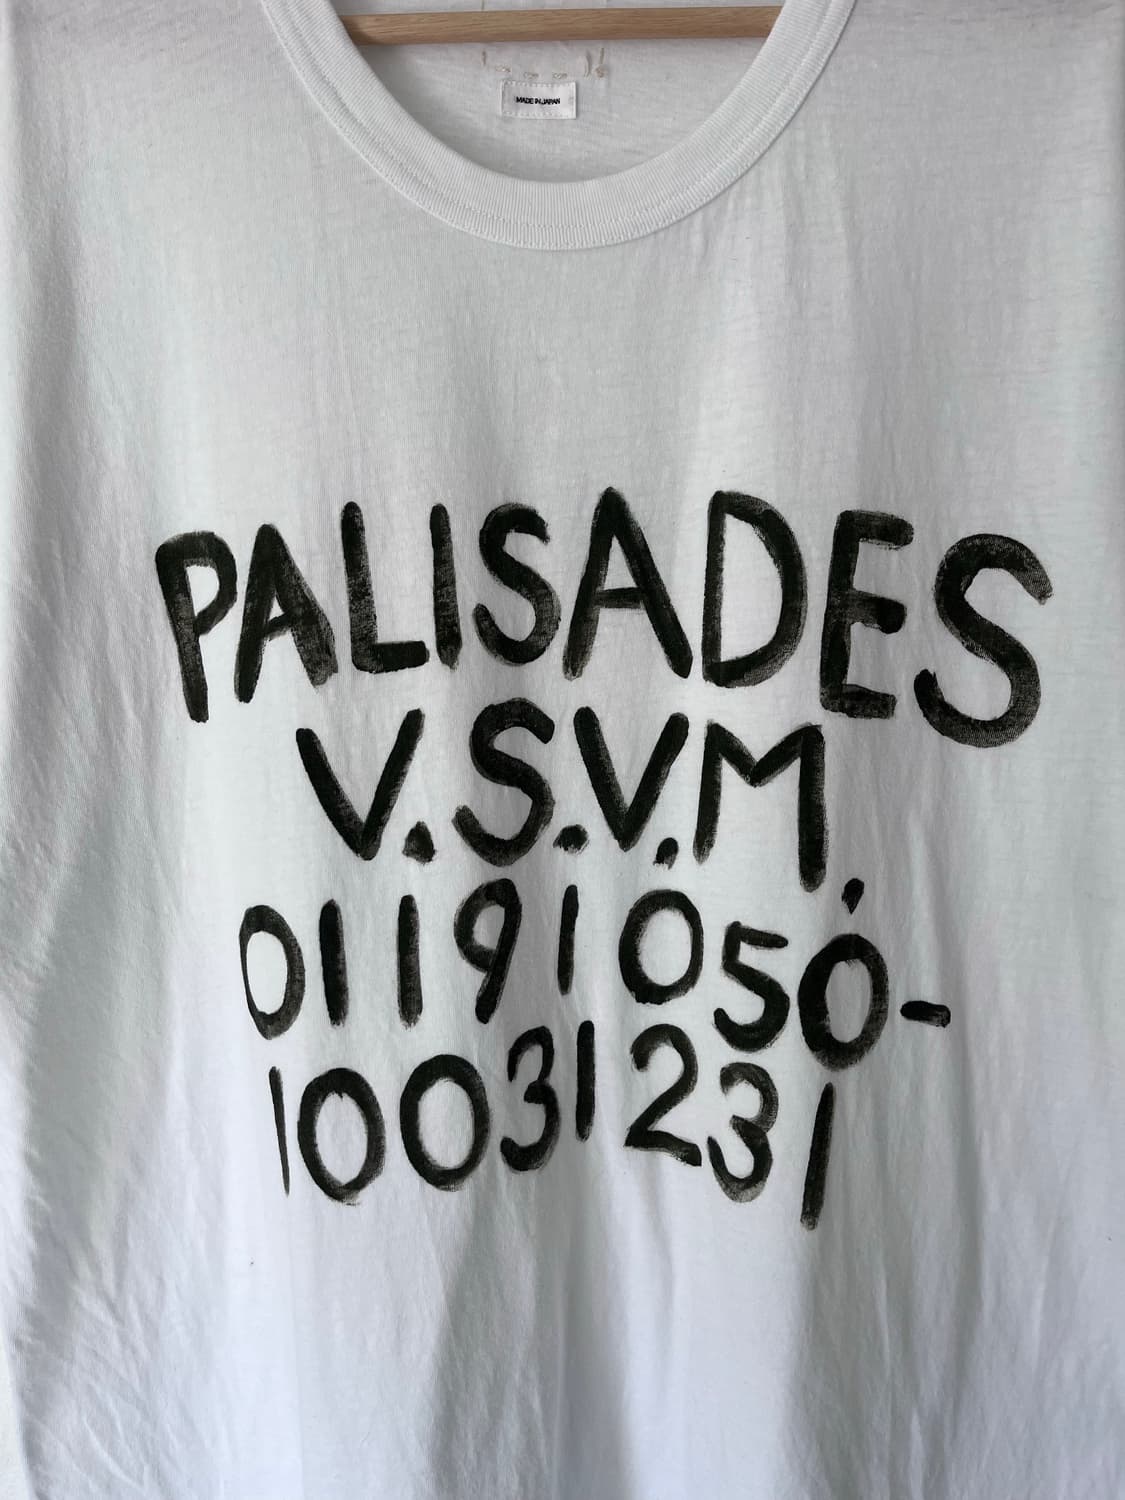 MADE IN JAPAN
PALISADES
V.S.V.M.
01191050-
10031231